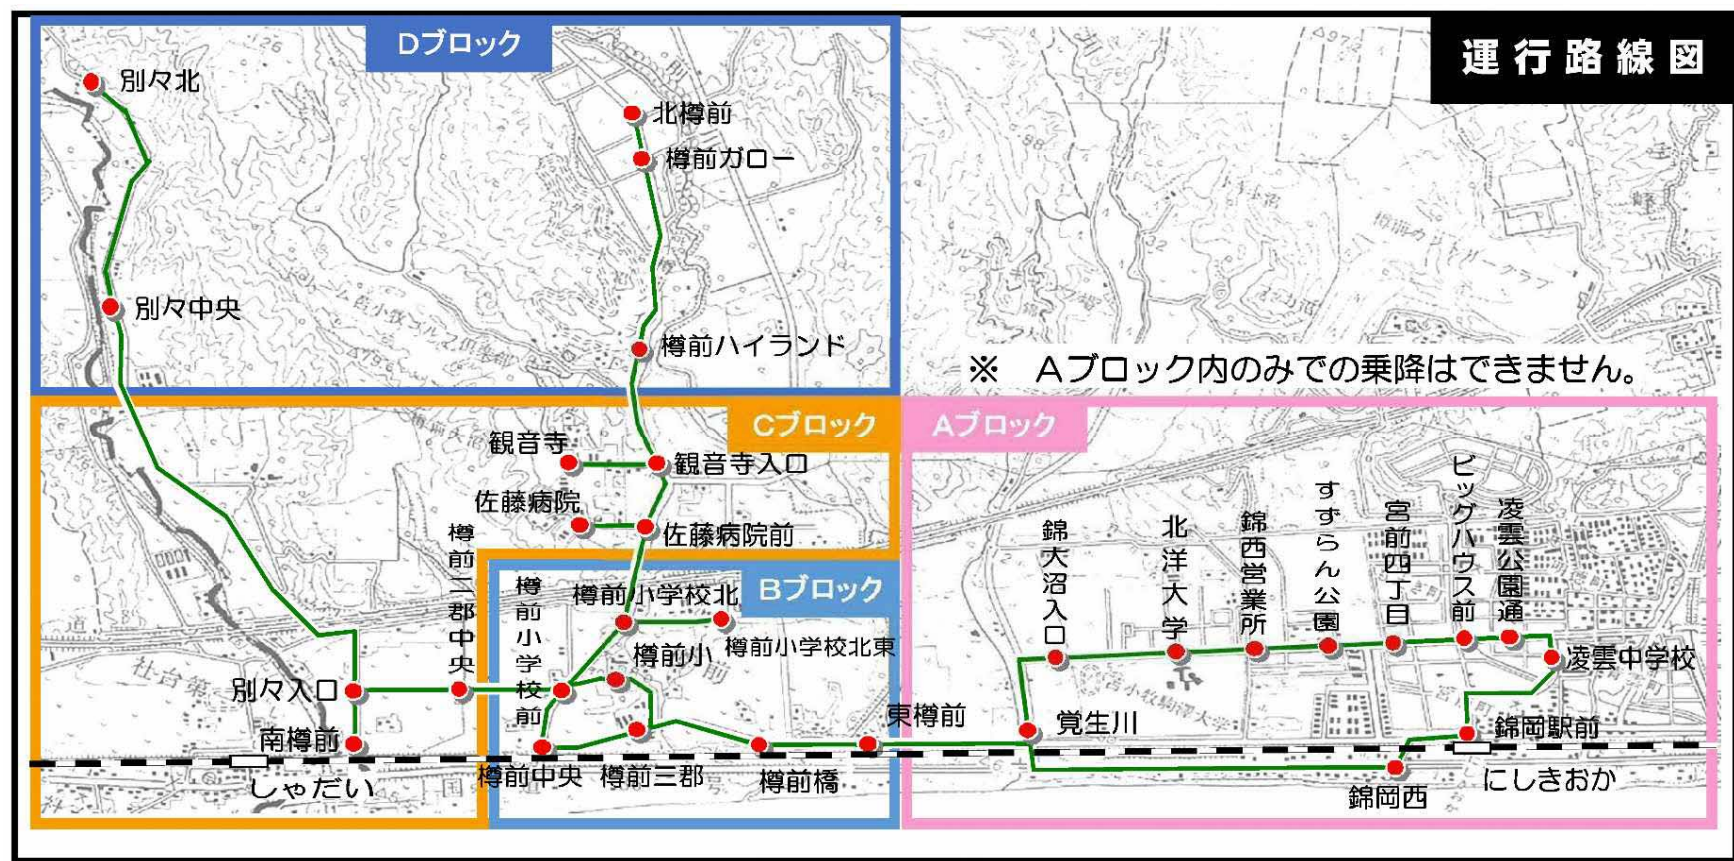 運行路線図
Dブロック
別々北
北樽前
樽前ガロー
別々中央
樽前ハイランド
※　Aブロック内のみでの乗降はできません。
Cブロック
Aブロック
観音寺
観音寺入口
佐藤病院
佐藤病院前
樽前二郡中央
別々入口
南樽前
しゃだい
Bブロック
樽前小学校前
樽前小学校北
樽前小学校北東
樽前小
樽前中央
樽前三郡
樽前橋
東樽前
覚生川
錦大沼入口
北洋大学
錦西営業所
すずらん公園
宮前四丁目
ビッグハウス前
凌雲公園通
凌雲中学校
錦岡駅前
にしきおか
錦岡西
社台第
苫小牧駒澤大学